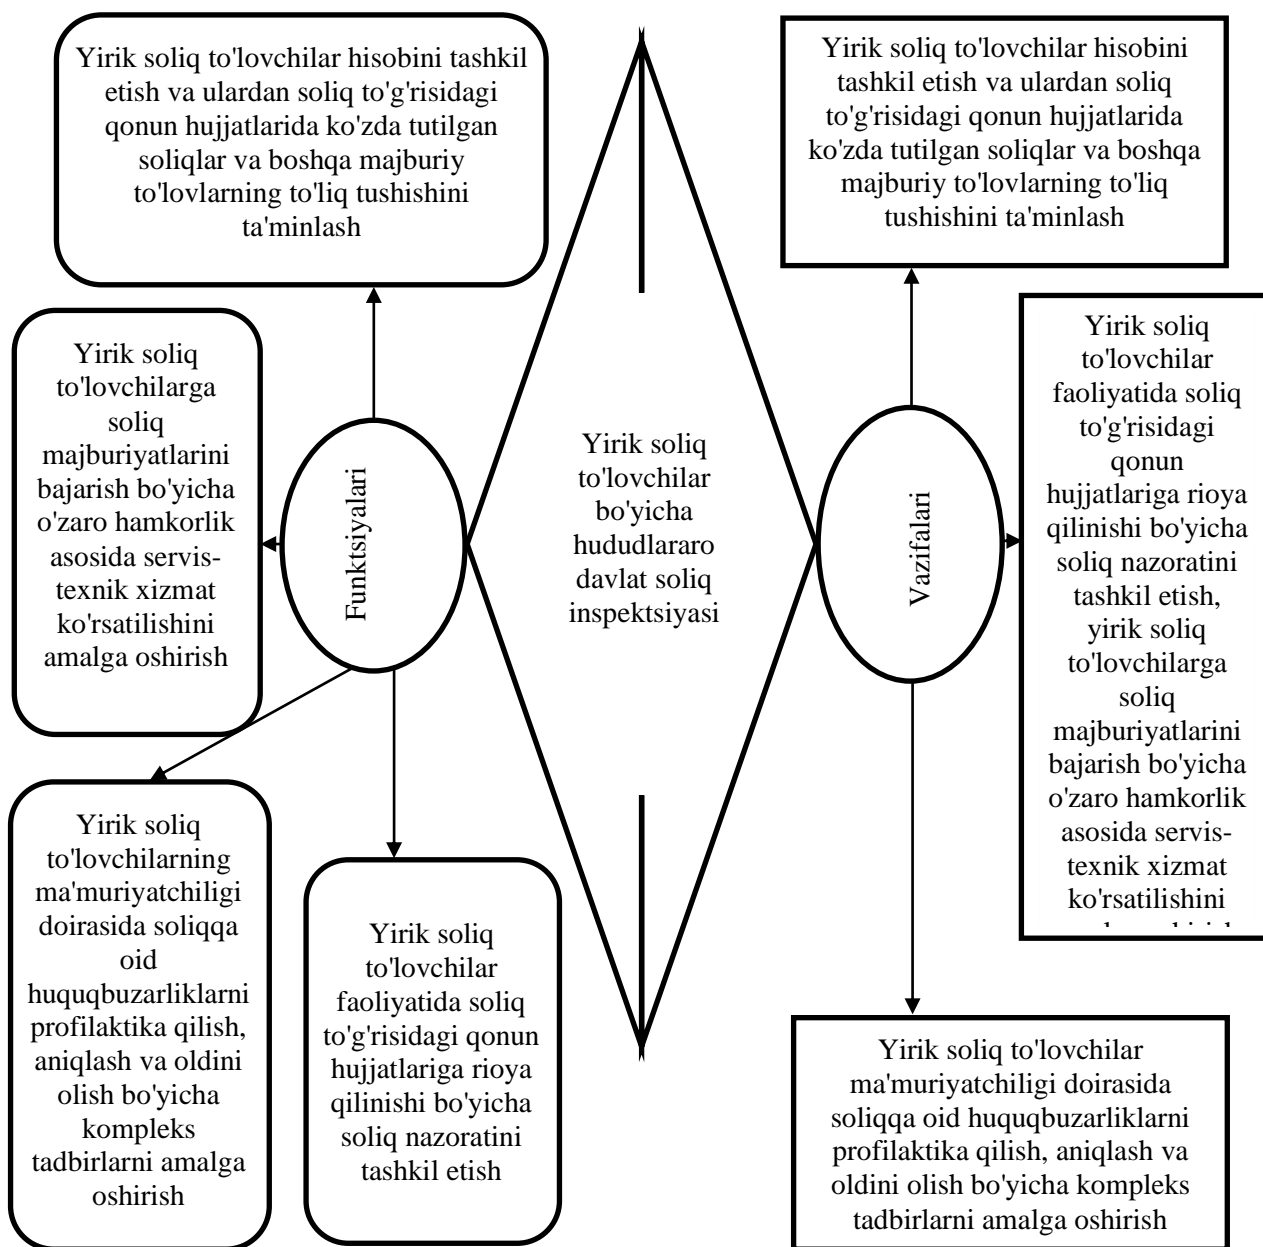 Yirik soliq to'lovchilar hisobini tashkil
etish va ulardan soliq to'g'risidagi
qonun hujjatlarida ko'zda tutilgan
soliqlar va boshqa majburiy
to'lovlarning to'liq tushishini
ta'minlash
Yirik soliq to'lovchilar hisobini
tashkil etish va ulardan soliq
to'g'risidagi qonun hujjatlarida
ko'zda tutilgan soliqlar va boshqa
majburiy to'lovlarning to'liq
tushishini ta'minlash
Yirik soliq
to'lovchilarga
soliq
majburiyatlarini
bajarish bo'yicha
o'zaro hamkorlik
asosida servis-
texnik xizmat
ko'rsatilishini
amalga oshirish
Funktsiyalari
Yirik soliq
to'lovchilar
bo'yicha
hududlararo
davlat soliq
inspektsiyasi
Vazifalari
Yirik soliq
to'lovchilar
faoliyatida soliq
to'g'risidagi
qonun
hujjatlariga rioya
qilinishi bo'yicha
soliq nazoratini
tashkil etish,
yirik soliq
to'lovchilarga
soliq
majburiyatlarini
bajarish bo'yicha
o'zaro hamkorlik
asosida servis-
texnik xizmat
ko'rsatilishini
Yirik soliq
to'lovchilarning
ma'muriyatchiligi
doirasida soliqqa
oid
huquqbuzarliklarni
profilaktika qilish,
aniqlash va oldini
olish bo'yicha
kompleks
tadbirlarni amalga
oshirish
Yirik soliq
to'lovchilar
faoliyatida soliq
to'g'risidagi qonun
hujjatlariga rioya
qilinishi bo'yicha
soliq nazoratini
tashkil etish
Yirik soliq to'lovchilar
ma'muriyatchiligi doirasida
soliqqa oid huquqbuzarliklarni
profilaktika qilish, aniqlash va
oldini olish bo'yicha kompleks
tadbirlarni amalga oshirish